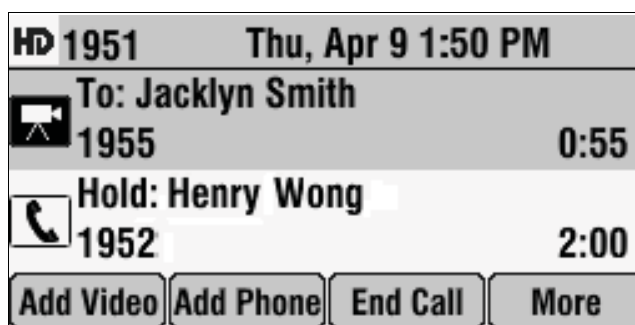 HD 1951 Thu, Apr 9 1:50 PM
To: Jacklyn Smith
1955 0:55
Hold: Henry Wong
1952 2:00
Add Video Add Phone End Call More